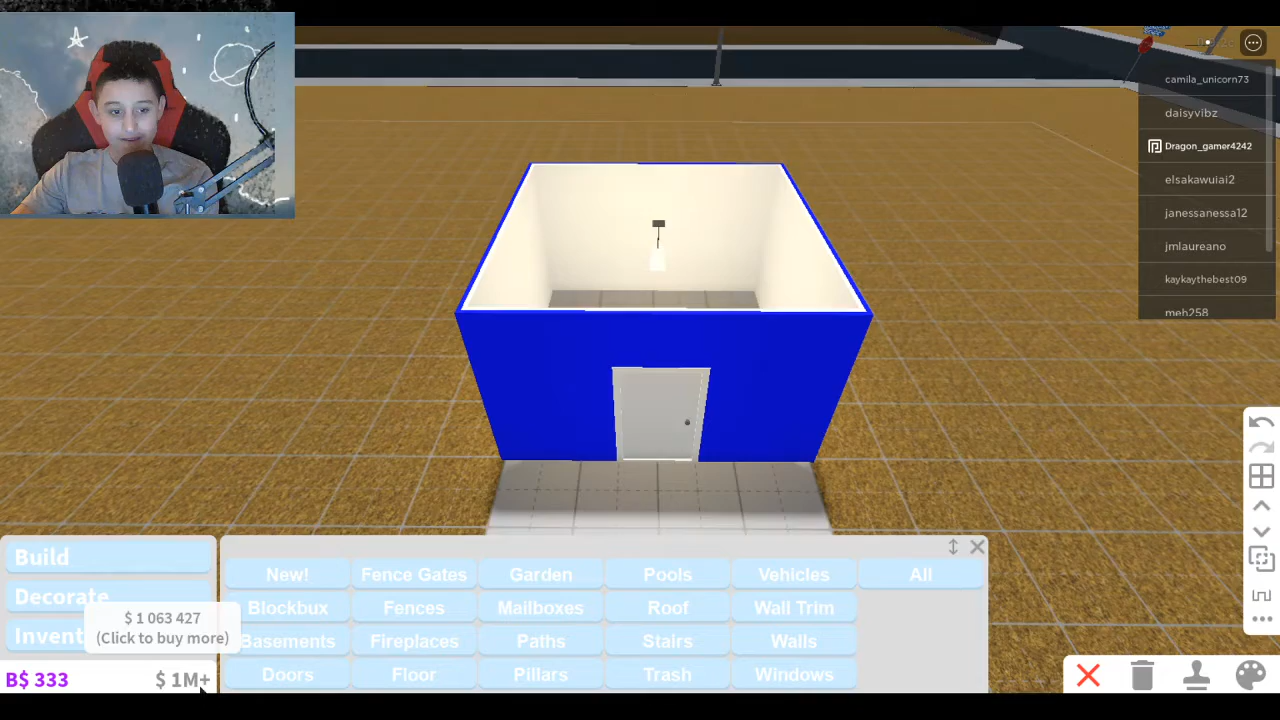 camila_unicorn73
daisyvibz
Dragon_gamer4242
elsakawuiai2
janessanessa12
jmlaureano
kaykaythebest09
meh258
Build
Decorate
Invent
$ 1 063 427
(Click to buy more)
B$ 333
$ 1M+
New!
Fence Gates
Garden
Pools
Vehicles
All
Blockbux
Fences
Mailboxes
Roof
Wall Trim
Basements
Fireplaces
Paths
Stairs
Walls
Doors
Floor
Pillars
Trash
Windows